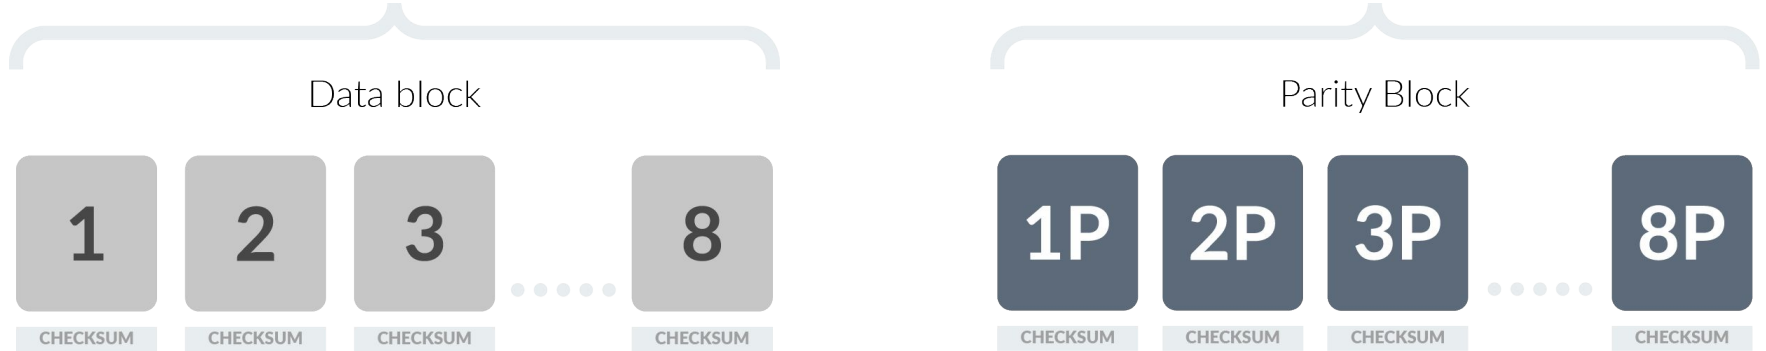 Data block
1 2 3 8
CHECKSUM CHECKSUM CHECKSUM CHECKSUM
Parity Block
1P 2P 3P 8P
CHECKSUM CHECKSUM CHECKSUM CHECKSUM